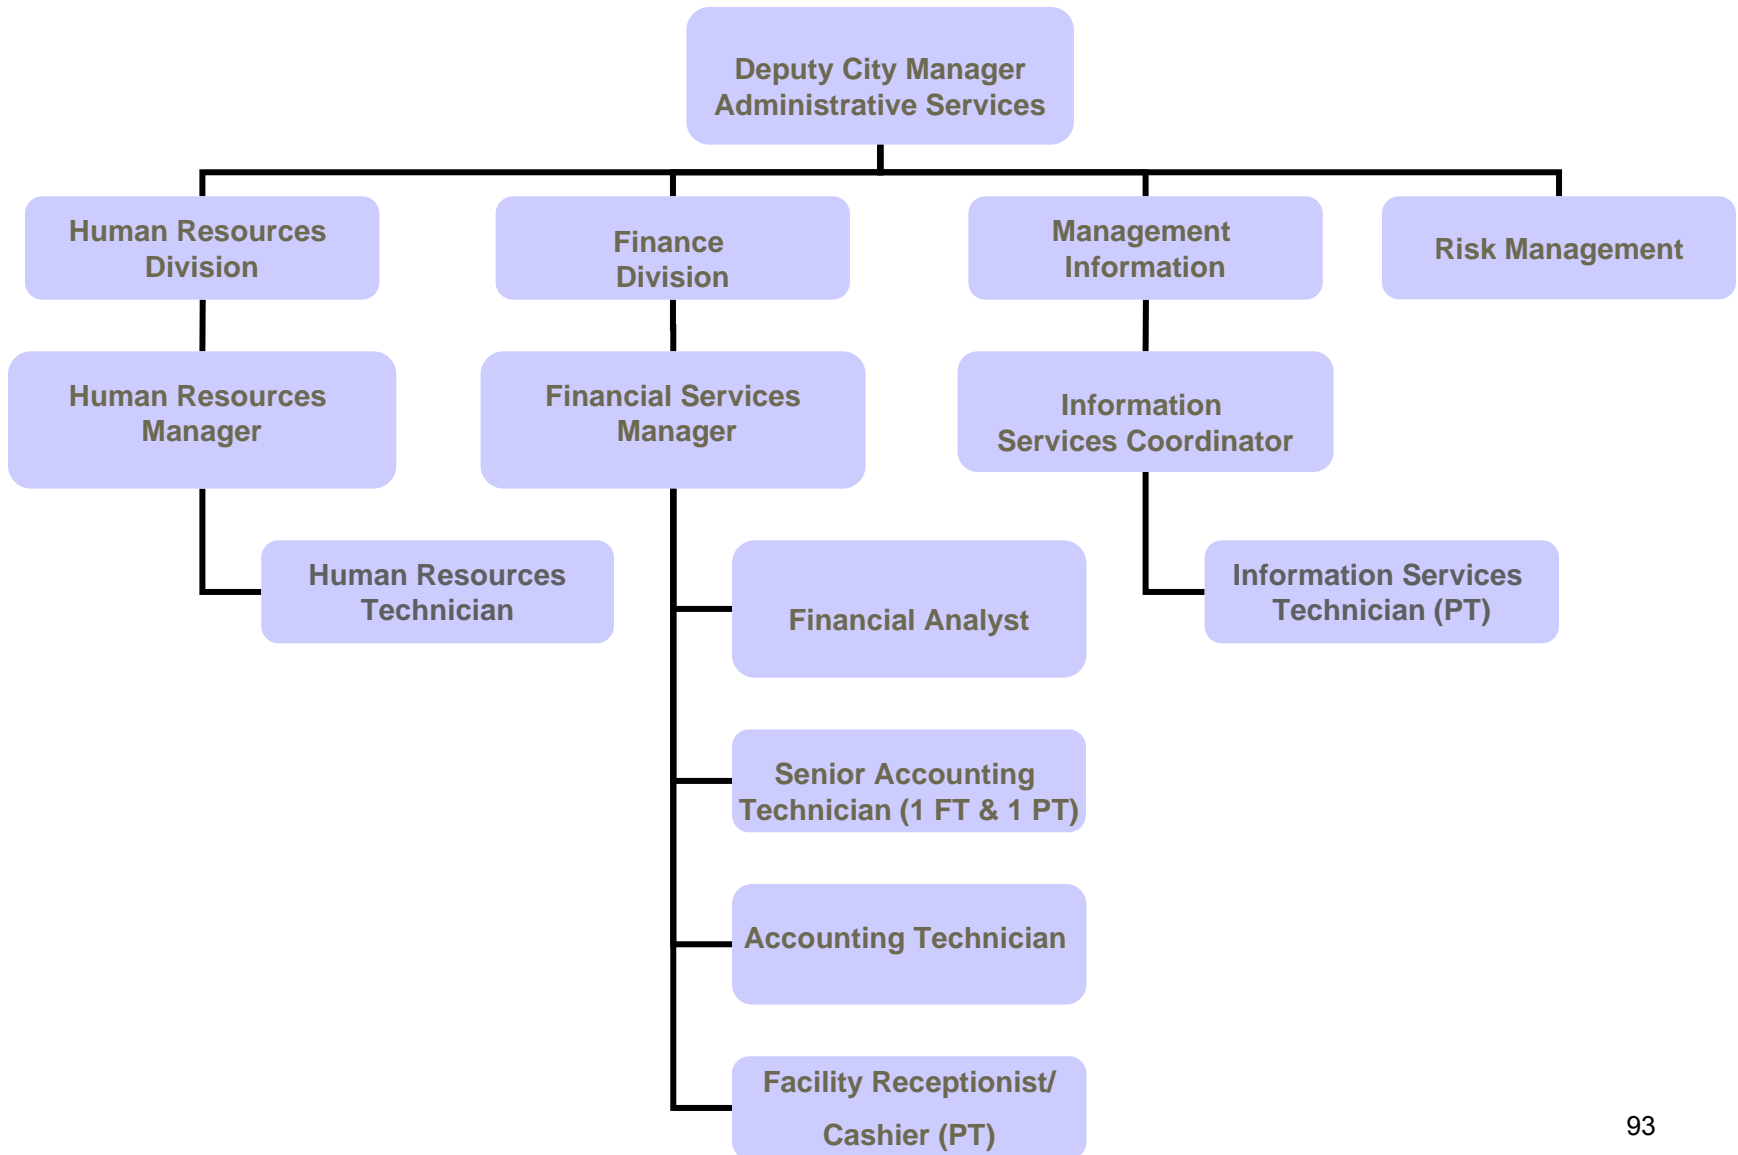 Deputy City Manager
Administrative Services
Human Resources
Division
Finance
Division
Management
Information
Risk Management
Human Resources
Manager
Financial Services
Manager
Information
Services Coordinator
Human Resources
Technician
Financial Analyst
Information Services
Technician (PT)
Senior Accounting
Technician (1 FT & 1 PT)
Accounting Technician
Facility Receptionist/
Cashier (PT)
93